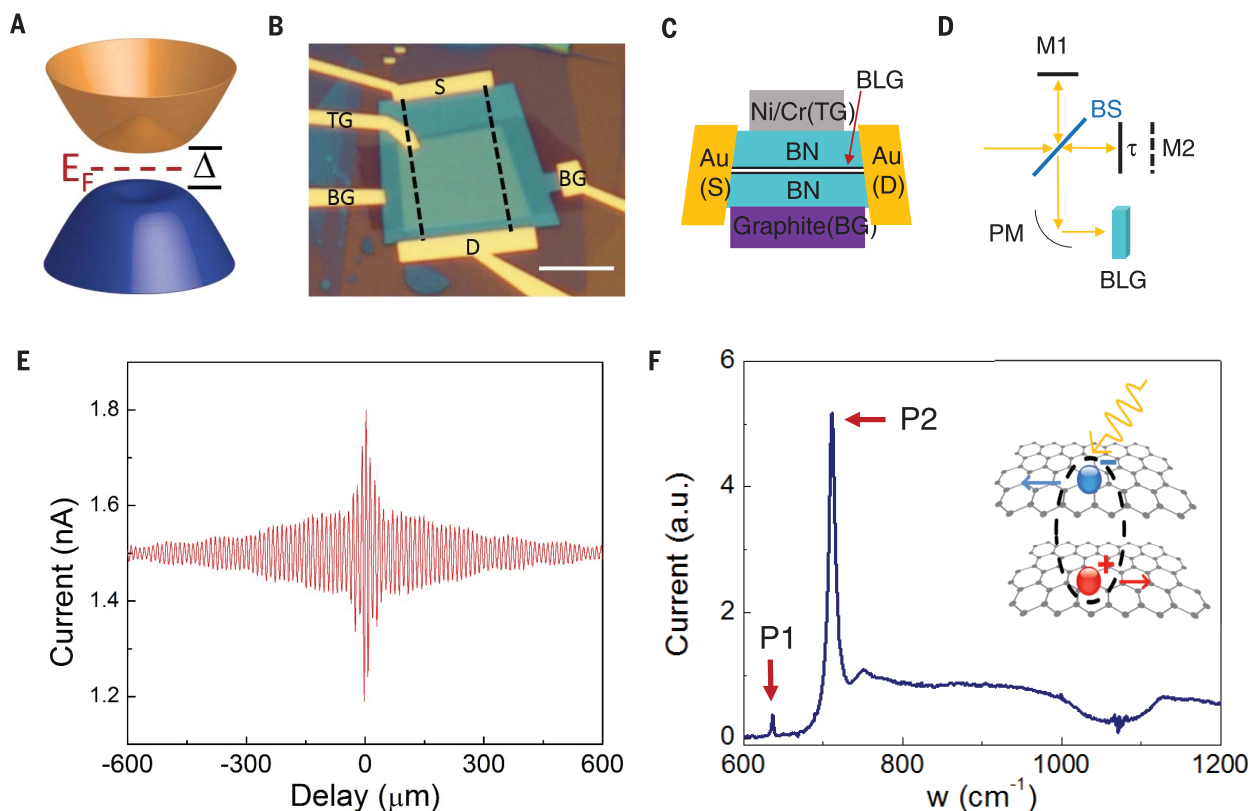 A
E_F
Δ
B
S
TG
BG
BG
D
C
BLG
Ni/Cr(TG)
BN
Au
(S)
Au
(D)
BN
Graphite(BG)
D
M1
BS
τ
M2
PM
BLG
E
Current (nA)
1.8
1.6
1.4
1.2
-600
-300
0
300
600
Delay (μm)
F
Current (a.u.)
6
4
2
0
P2
P1
−
+
600
800
1000
1200
w (cm⁻¹)